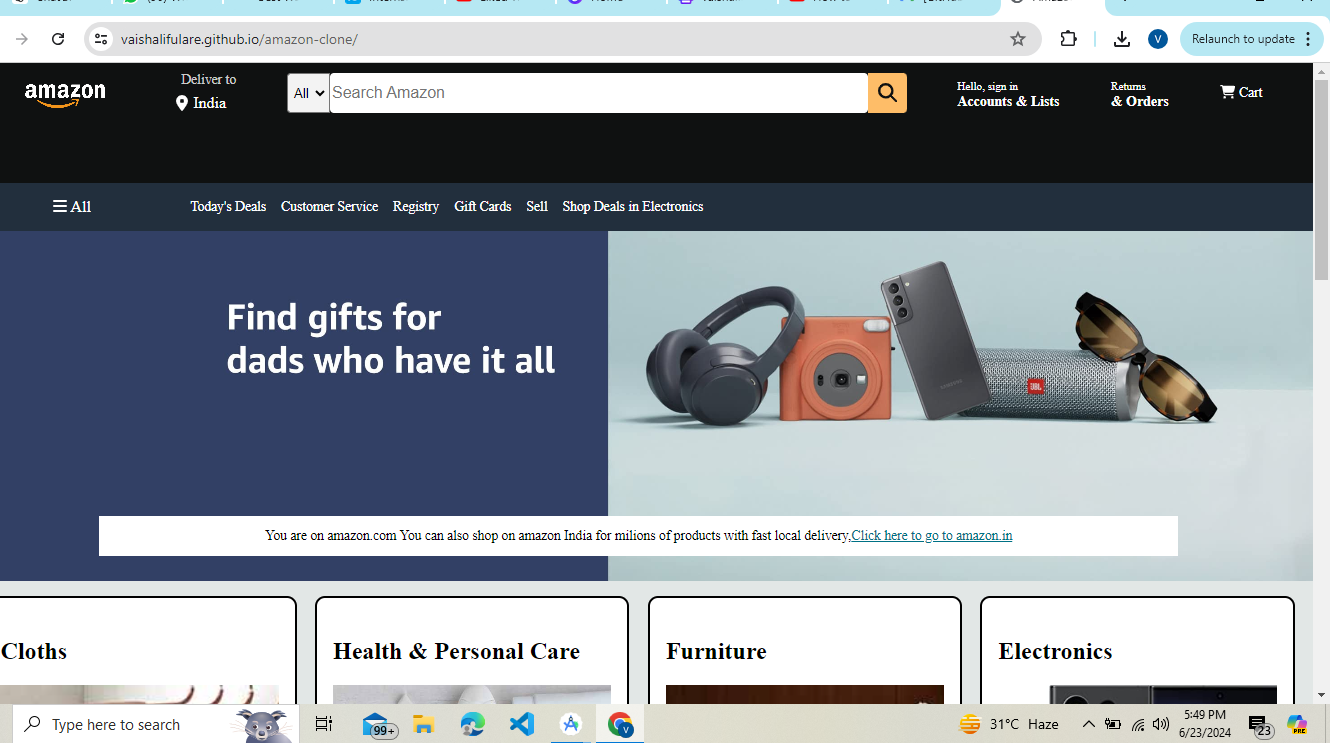 vaishalifulare.github.io/amazon-clone/
V
Relaunch to update
amazon
Deliver to
India
All
Search Amazon
Hello, sign in
Accounts & Lists
Returns
& Orders
Cart
All
Today's Deals
Customer Service
Registry
Gift Cards
Sell
Shop Deals in Electronics
Find gifts for
dads who have it all
SAMSUNG
JBL
You are on amazon.com You can also shop on amazon India for milions of products with fast local delivery,Click here to go to amazon.in
Cloths
Health & Personal Care
Furniture
Electronics
Type here to search
99+
V
31°C Haze
5:49 PM
6/23/2024
23
PRE